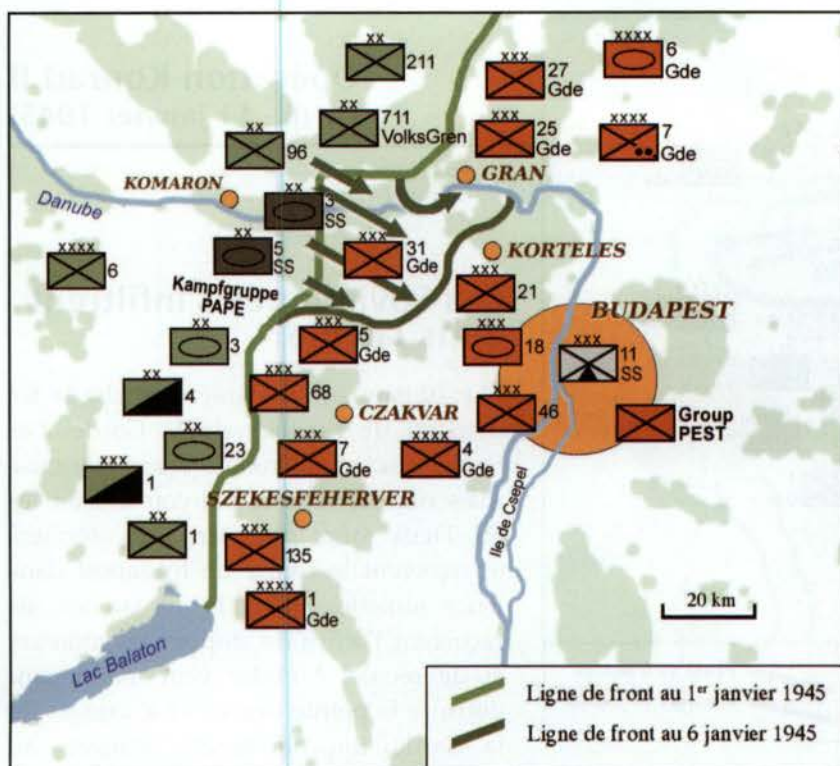 XX
211
XX
711
VolksGren
XX
96
XXX
27
Gde
XXXX
6
Gde
XXX
25
Gde
XXXX
7
Gde
GRAN
KOMARON
Danube
XX
3
SS
XX
5
SS
Kampfgruppe
PAPE
XXXX
6
XXX
31
Gde
KORTELES
XXX
21
BUDAPEST
XX
3
XXX
5
Gde
XXX
18
XXX
11
SS
XX
4
XXX
68
CZAKVAR
XXX
46
Group
PEST
XX
23
XXX
7
Gde
XXXX
4
Gde
XXX
1
SZEKESFEHERVER
XX
1
XXX
135
XXXX
1
Gde
Ile de Csepel
20 km
Lac Balaton
Ligne de front au 1er janvier 1945
Ligne de front au 6 janvier 1945